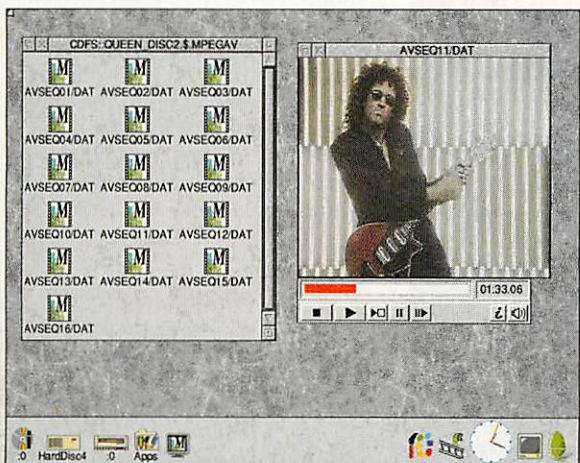 CDFS: QUEEN_DISC2.$.MPEGAV
AVSEQ01/DAT AVSEQ02/DAT AVSEQ03/DAT
AVSEQ04/DAT AVSEQ05/DAT AVSEQ06/DAT
AVSEQ07/DAT AVSEQ08/DAT AVSEQ09/DAT
AVSEQ10/DAT AVSEQ11/DAT AVSEQ12/DAT
AVSEQ13/DAT AVSEQ14/DAT AVSEQ15/DAT
AVSEQ16/DAT
AVSEQ11/DAT
01:33.06
:0 HardDisc4 :0 Apps